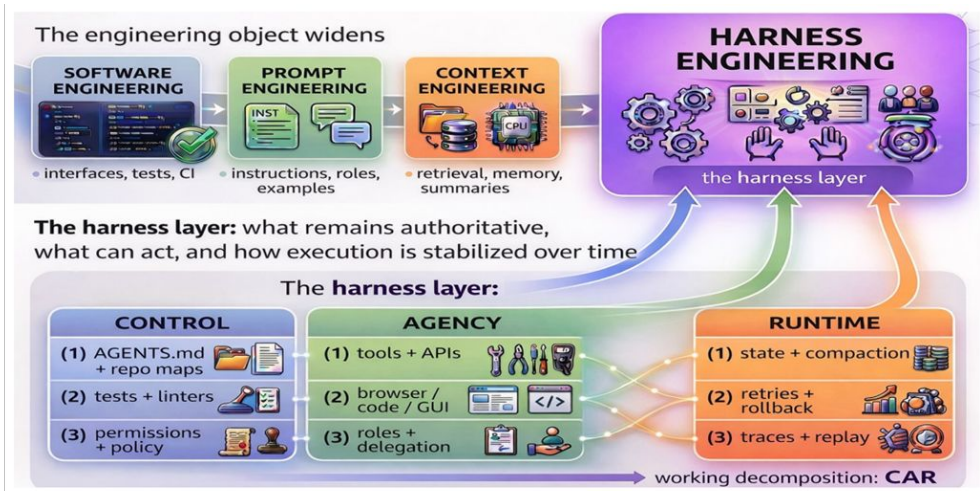 The engineering object widens
SOFTWARE
ENGINEERING
PROMPT
ENGINEERING
INST
CONTEXT
ENGINEERING
CPU
HARNESS
ENGINEERING
the harness layer
• interfaces, tests, CI
• instructions, roles,
examples
• retrieval, memory,
summaries
The harness layer: what remains authoritative,
what can act, and how execution is stabilized over time
The harness layer:
CONTROL
(1) AGENTS.md
+ repo maps
(2) tests + linters
(3) permissions
+ policy
AGENCY
(1) tools + APIs
(2) browser /
code / GUI
</>
(3) roles +
delegation
RUNTIME
(1) state + compaction
(2) retries +
rollback
(3) traces + replay
working decomposition: CAR